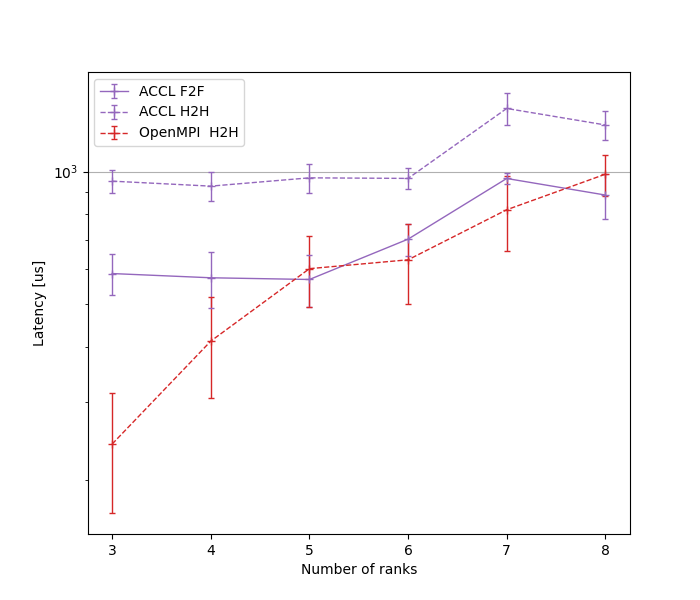 ACCL F2F
ACCL H2H
OpenMPI  H2H
10³
Latency [us]
3 4 5 6 7 8
Number of ranks